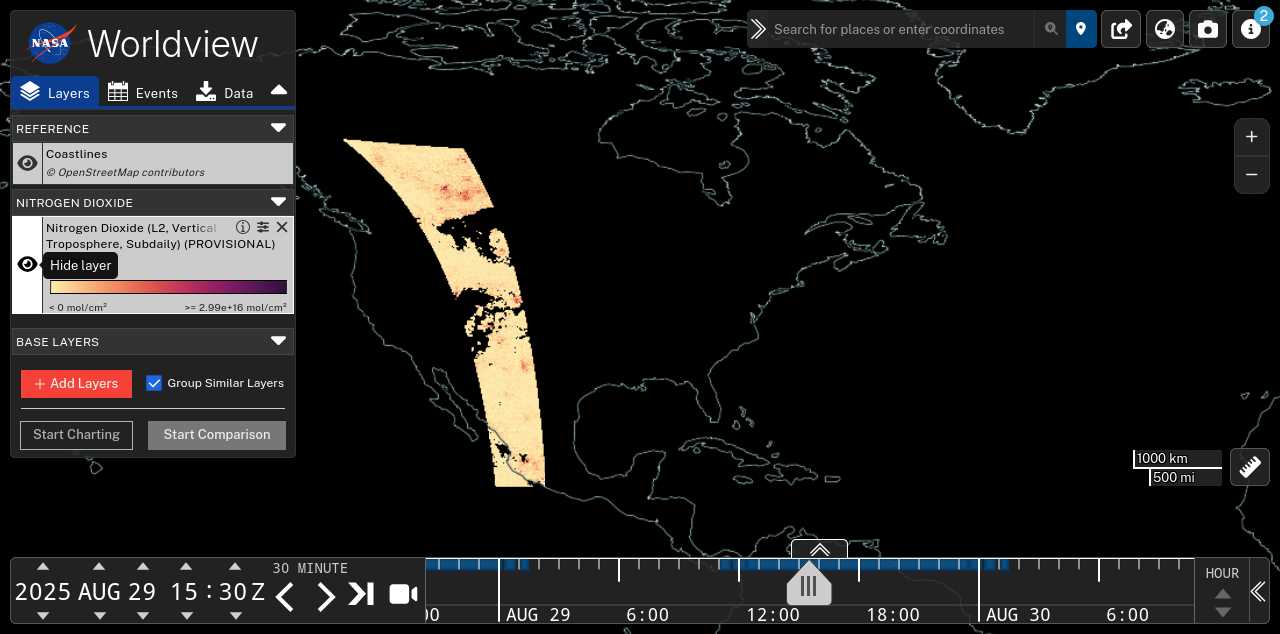 NASA
Worldview
Search for places or enter coordinates
2
Layers
Events
Data
REFERENCE
Coastlines
© OpenStreetMap contributors
NITROGEN DIOXIDE
Nitrogen Dioxide (L2, Vertical
Troposphere, Subdaily) (PROVISIONAL)
Hide layer
< 0 mol/cm²
>= 2.99e+16 mol/cm²
BASE LAYERS
+ Add Layers
Group Similar Layers
Start Charting
Start Comparison
1000 km
500 mi
2025 AUG 29 15 : 30 Z
30 MINUTE
00
AUG 29
6:00
12:00
18:00
AUG 30
6:00
HOUR